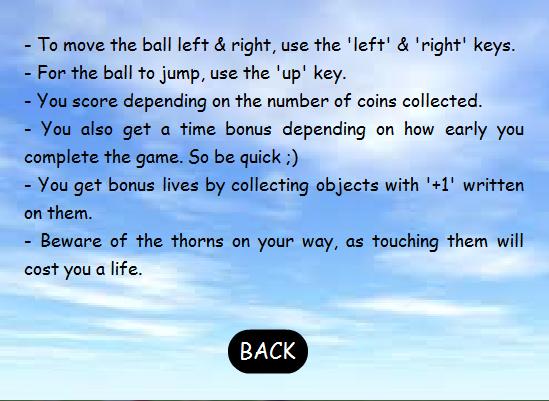 - To move the ball left & right, use the 'left' & 'right' keys.
- For the ball to jump, use the 'up' key.
- You score depending on the number of coins collected.
- You also get a time bonus depending on how early you
complete the game. So be quick ;)
- You get bonus lives by collecting objects with '+1' written
on them.
- Beware of the thorns on your way, as touching them will
cost you a life.
BACK